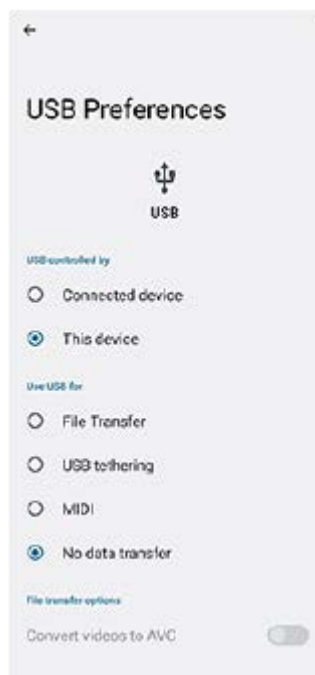 USB Preferences
USB
USB controlled by
Connected device
This device
Use USB for
File Transfer
USB tethering
MIDI
No data transfer
File transfer options
Convert videos to AVC